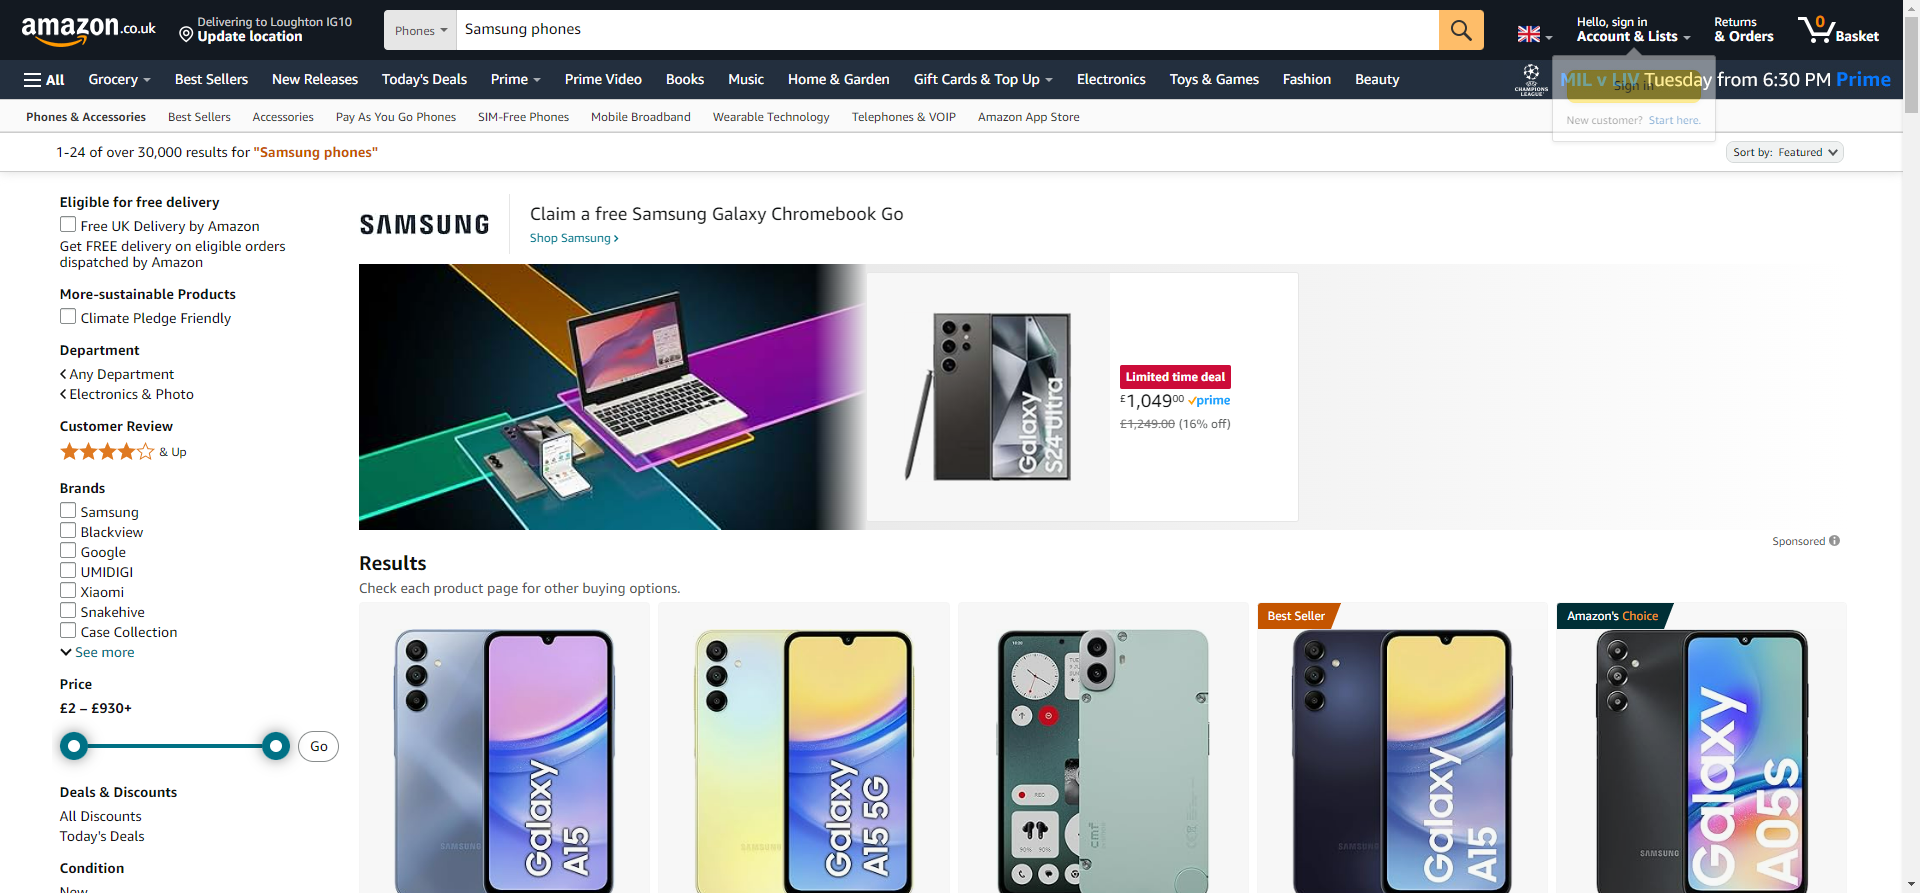 amazon.co.uk
Delivering to Loughton IG10
Update location
Phones
Samsung phones
Hello, sign in
Account & Lists
Returns
& Orders
0
Basket
All
Grocery
Best Sellers
New Releases
Today's Deals
Prime
Prime Video
Books
Music
Home & Garden
Gift Cards & Top Up
Electronics
Toys & Games
Fashion
Beauty
CHAMPIONS LEAGUE
MIL v LIV Tuesday from 6:30 PM Prime
Sign in
New customer? Start here.
Phones & Accessories
Best Sellers
Accessories
Pay As You Go Phones
SIM-Free Phones
Mobile Broadband
Wearable Technology
Telephones & VOIP
Amazon App Store
1-24 of over 30,000 results for "Samsung phones"
Sort by: Featured
Eligible for free delivery
Free UK Delivery by Amazon
Get FREE delivery on eligible orders
dispatched by Amazon
More-sustainable Products
Climate Pledge Friendly
Department
Any Department
Electronics & Photo
Customer Review
& Up
Brands
Samsung
Blackview
Google
UMIDIGI
Xiaomi
Snakehive
Case Collection
See more
Price
£2 – £930+
Go
Deals & Discounts
All Discounts
Today's Deals
Condition
New
SAMSUNG
Claim a free Samsung Galaxy Chromebook Go
Shop Samsung
Galaxy
S24 Ultra
Limited time deal
£1,049.00 prime
£1,249.00 (16% off)
Sponsored
Results
Check each product page for other buying options.
SAMSUNG
Galaxy
A15
SAMSUNG
Galaxy
A15 5G
REC
90% 90%
cmf
Best Seller
SAMSUNG
Galaxy
A15
Amazon's Choice
SAMSUNG
Galaxy
A05s